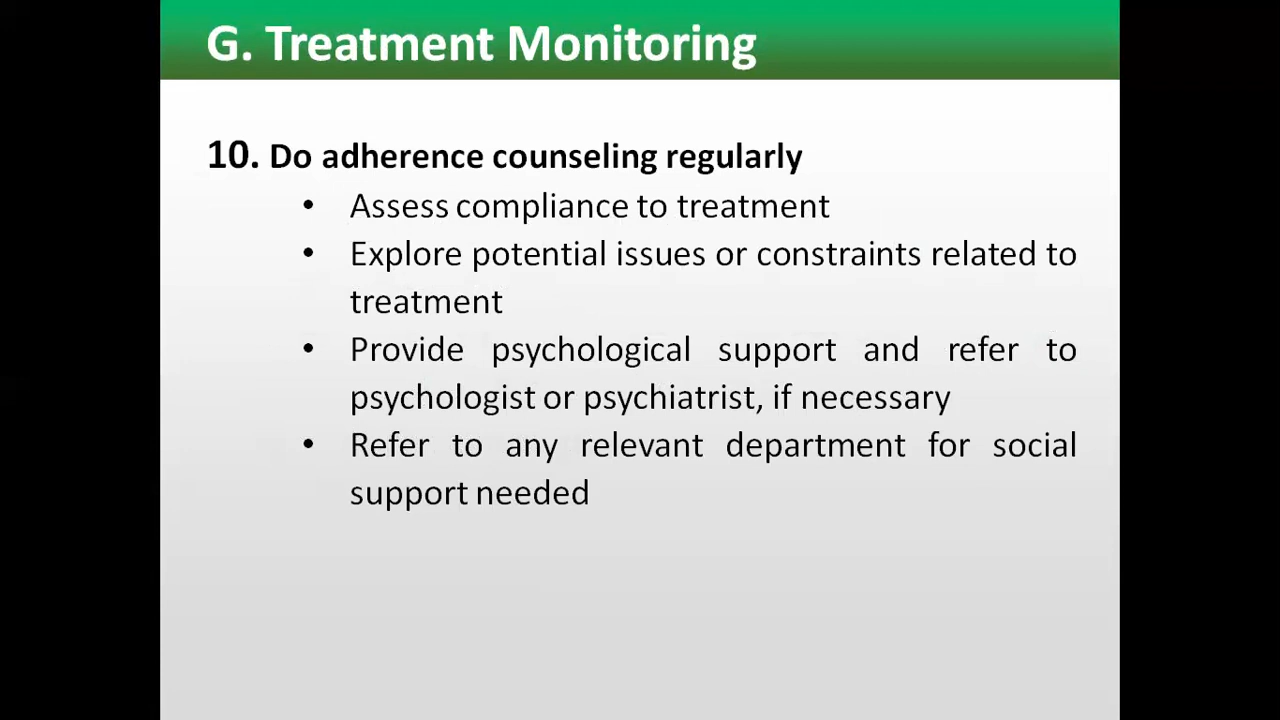 G. Treatment Monitoring
10. Do adherence counseling regularly
• Assess compliance to treatment
• Explore potential issues or constraints related to
treatment
• Provide psychological support and refer to
psychologist or psychiatrist, if necessary
• Refer to any relevant department for social
support needed